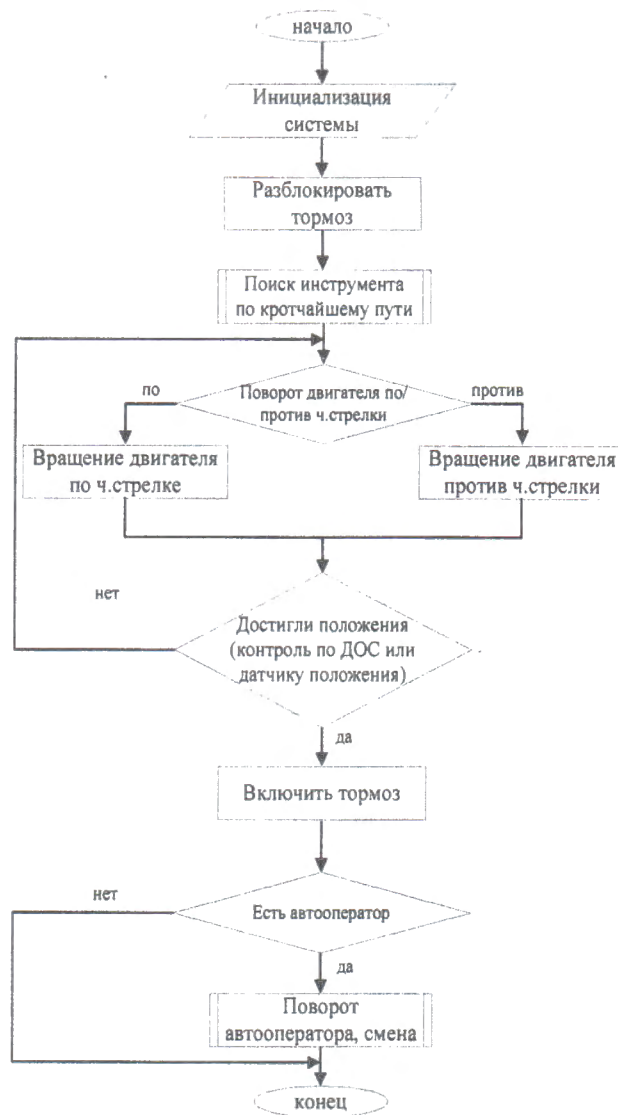 начало
Инициализация
системы
Разблокировать
тормоз
Поиск инструмента
по кротчайшему пути
по
Поворот двигателя по/
против ч.стрелки
против
Вращение двигателя
по ч.стрелке
Вращение двигателя
против ч.стрелки
нет
Достигли положения
(контроль по ДОС или
датчику положения)
да
Включить тормоз
нет
Есть автооператор
да
Поворот
автооператора, смена
конец